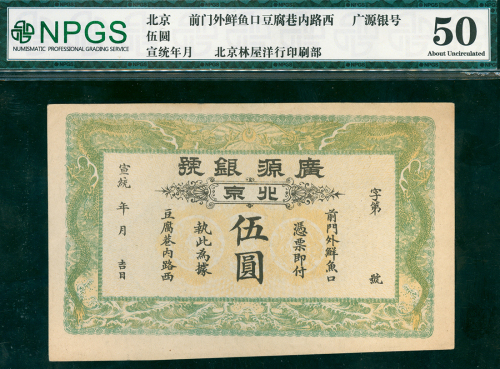 NPGS
NUMISMATIC PROFESSIONAL GRADING SERVICE
北京 前门外鲜鱼口豆腐巷内路西 广源银号
伍圆
宣统年月 北京林屋洋行印刷部
50
About Uncirculated
號銀源廣
京北
字第 號
前門外鮮魚口
憑票即付
伍圓
執此為據
豆腐巷內路西
宣統 年 月 吉日